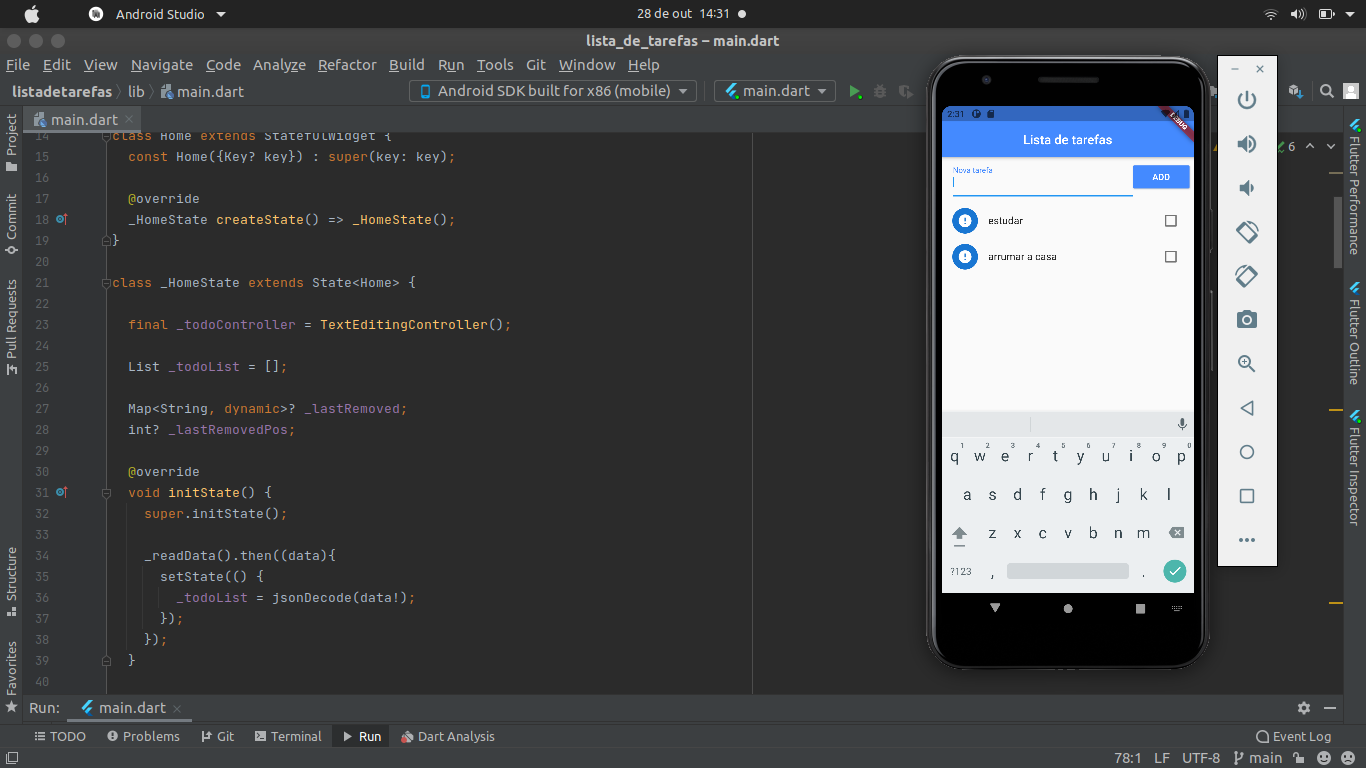 Android Studio
28 de out 14:31
lista_de_tarefas – main.dart
File Edit View Navigate Code Analyze Refactor Build Run Tools Git Window Help
listadetarefas lib main.dart
Android SDK built for x86 (mobile)
main.dart
main.dart
Project
Commit
Pull Requests
Structure
Favorites
14 class Home extends StatefulWidget {
15 const Home({Key? key}) : super(key: key);
16
17 @override
18 _HomeState createState() => _HomeState();
19 }
20
21 class _HomeState extends State<Home> {
22
23 final _todoController = TextEditingController();
24
25 List _todoList = [];
26
27 Map<String, dynamic>? _lastRemoved;
28 int? _lastRemovedPos;
29
30 @override
31 void initState() {
32 super.initState();
33
34 _readData().then((data){
35 setState(() {
36 _todoList = jsonDecode(data!);
37 });
38 });
39 }
40
6
2:31
DEBUG
Lista de tarefas
Nova tarefa
ADD
estudar
arrumar a casa
1 2 3 4 5 6 7 8 9 0
q w e r t y u i o p
a s d f g h j k l
z x c v b n m
?123 , .
Flutter Performance
Flutter Outline
Flutter Inspector
Run: main.dart
TODO Problems Git Terminal Run Dart Analysis Event Log
78:1 LF UTF-8 main